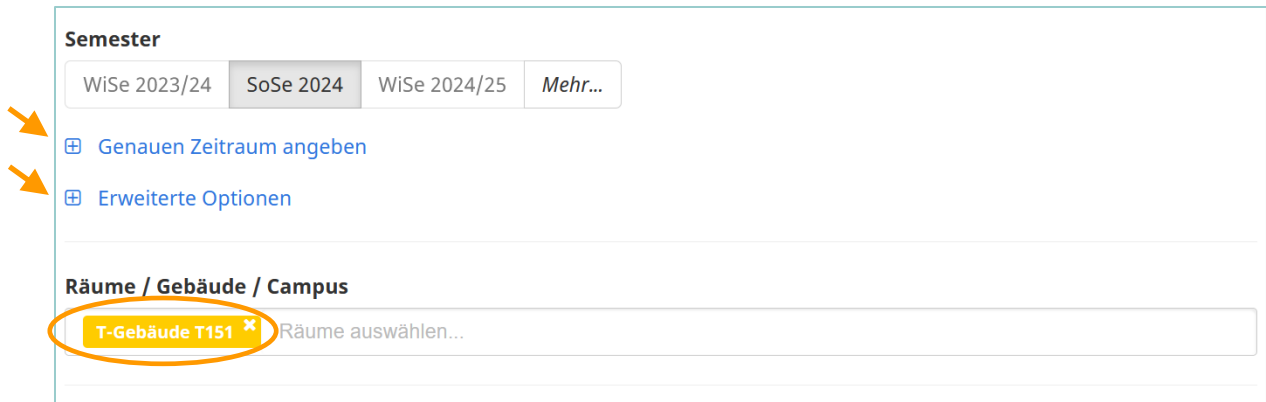 Semester
WiSe 2023/24 SoSe 2024 WiSe 2024/25 Mehr...
Genauen Zeitraum angeben
Erweiterte Optionen
Räume / Gebäude / Campus
T-Gebäude T151 Räume auswählen...